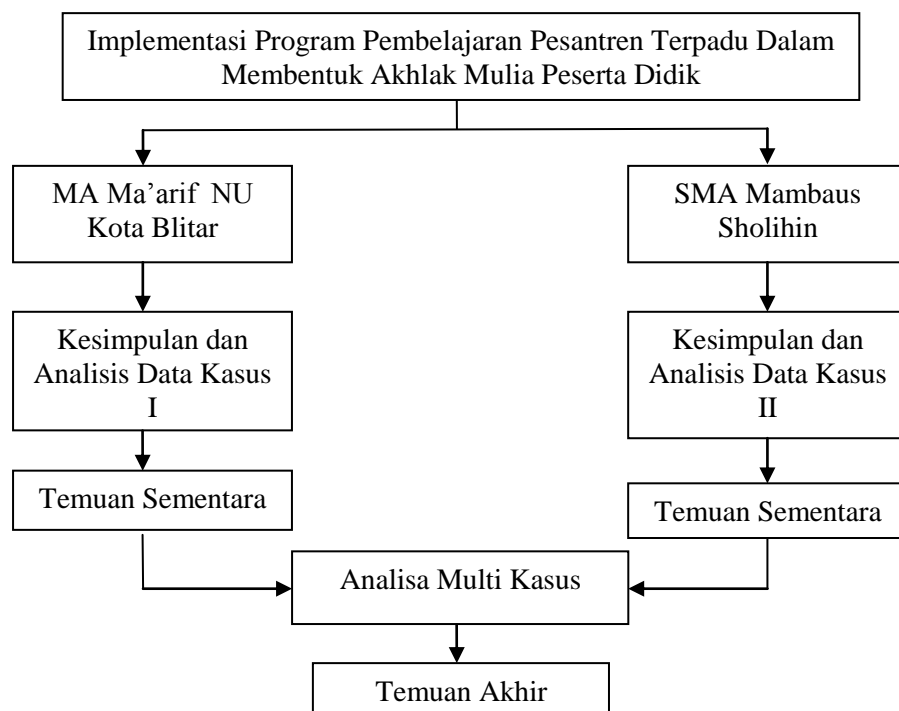 Implementasi Program Pembelajaran Pesantren Terpadu Dalam
Membentuk Akhlak Mulia Peserta Didik
MA Ma’arif NU
Kota Blitar
SMA Mambaus
Sholihin
Kesimpulan dan
Analisis Data Kasus
I
Kesimpulan dan
Analisis Data Kasus
II
Temuan Sementara
Temuan Sementara
Analisa Multi Kasus
Temuan Akhir